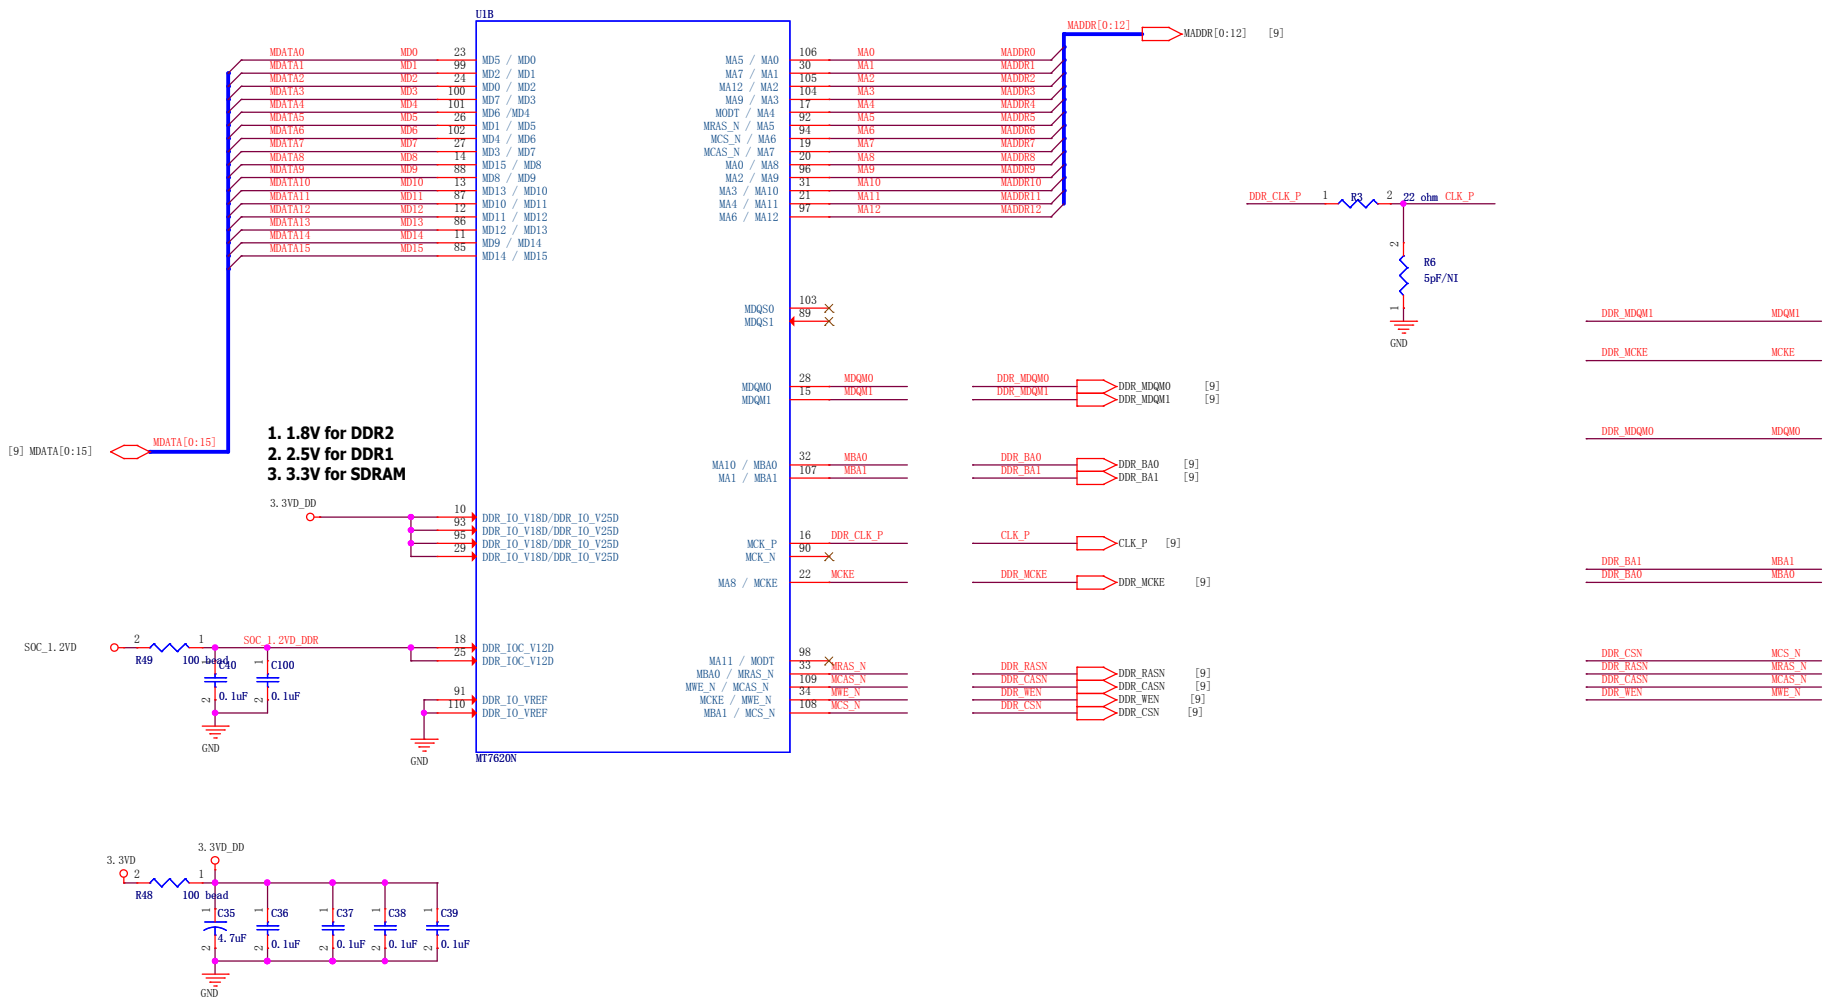 U1B
MADDR[0:12] MADDR[0:12] [9]
MDATA0 MD0 23 MD5 / MD0 MA5 / MA0 106 MA0 MADDR0
MDATA1 MD1 99 MD2 / MD1 MA7 / MA1 30 MA1 MADDR1
MDATA2 MD2 24 MD0 / MD2 MA12 / MA2 105 MA2 MADDR2
MDATA3 MD3 100 MD7 / MD3 MA9 / MA3 104 MA3 MADDR3
MDATA4 MD4 101 MD6 /MD4 MODT / MA4 17 MA4 MADDR4
MDATA5 MD5 26 MD1 / MD5 MRAS_N / MA5 92 MA5 MADDR5
MDATA6 MD6 102 MD4 / MD6 MCS_N / MA6 94 MA6 MADDR6
MDATA7 MD7 27 MD3 / MD7 MCAS_N / MA7 19 MA7 MADDR7
MDATA8 MD8 14 MD15 / MD8 MA0 / MA8 20 MA8 MADDR8
MDATA9 MD9 88 MD8 / MD9 MA2 / MA9 96 MA9 MADDR9
MDATA10 MD10 13 MD13 / MD10 MA3 / MA10 31 MA10 MADDR10
MDATA11 MD11 87 MD10 / MD11 MA4 / MA11 21 MA11 MADDR11
MDATA12 MD12 12 MD11 / MD12 MA6 / MA12 97 MA12 MADDR12
MDATA13 MD13 86 MD12 / MD13
MDATA14 MD14 11 MD9 / MD14
MDATA15 MD15 85 MD14 / MD15
DDR_CLK_P 1 R3 2 22 ohm CLK_P
2
R6
5pF/NI
1
GND
MDQS0 103
MDQS1 89
DDR_MDQM1 MDQM1
DDR_MCKE MCKE
MDQM0 28 MDQM0 DDR_MDQM0 DDR_MDQM0 [9]
MDQM1 15 MDQM1 DDR_MDQM1 DDR_MDQM1 [9]
DDR_MDQM0 MDQM0
[9] MDATA[0:15] MDATA[0:15]
1. 1.8V for DDR2
2. 2.5V for DDR1
3. 3.3V for SDRAM
MA10 / MBA0 32 MBA0 DDR_BA0 DDR_BA0 [9]
MA1 / MBA1 107 MBA1 DDR_BA1 DDR_BA1 [9]
3.3VD_DD
10 DDR_IO_V18D/DDR_IO_V25D
93 DDR_IO_V18D/DDR_IO_V25D
95 DDR_IO_V18D/DDR_IO_V25D
29 DDR_IO_V18D/DDR_IO_V25D
MCK_P 16 DDR_CLK_P CLK_P CLK_P [9]
MCK_N 90
MA8 / MCKE 22 MCKE DDR_MCKE DDR_MCKE [9]
DDR_BA1 MBA1
DDR_BA0 MBA0
SOC_1.2VD 2 1 SOC_1.2VD_DDR 18 DDR_IOC_V12D
R49 100 bead 25 DDR_IOC_V12D
1 C40 1 C100
2 0.1uF 2 0.1uF
GND
91 DDR_IO_VREF
110 DDR_IO_VREF
GND
MA11 / MODT 98
MBA0 / MRAS_N 33 MRAS_N DDR_RASN DDR_RASN [9]
MWE_N / MCAS_N 109 MCAS_N DDR_CASN DDR_CASN [9]
MCKE / MWE_N 34 MWE_N DDR_WEN DDR_WEN [9]
MBA1 / MCS_N 108 MCS_N DDR_CSN DDR_CSN [9]
DDR_CSN MCS_N
DDR_RASN MRAS_N
DDR_CASN MCAS_N
DDR_WEN MWE_N
MT7620N
3.3VD 3.3VD_DD
2 1
R48 100 bead
1 C35 1 C36 1 C37 1 C38 1 C39
2 4.7uF 2 0.1uF 2 0.1uF 2 0.1uF 2 0.1uF
GND